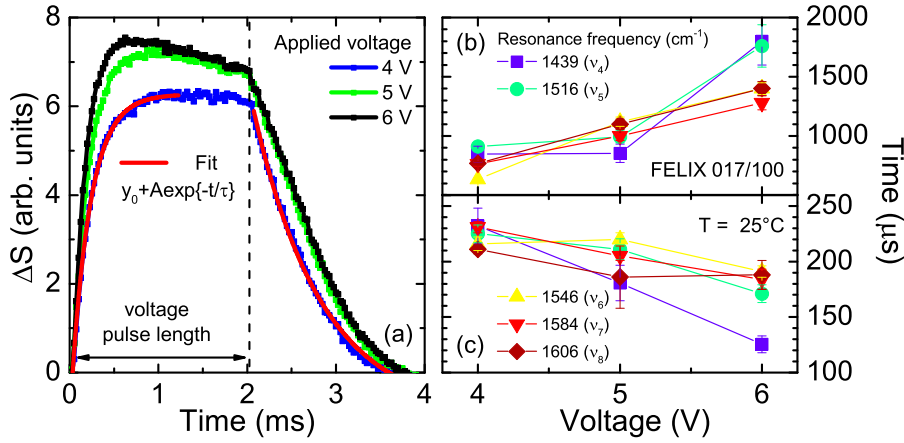 ΔS (arb. units)
8
6
4
2
0
Applied voltage
4 V
5 V
6 V
Fit
y₀+Aexp{-t/τ}
voltage
pulse length
(a)
0 1 2 3 4
Time (ms)
(b)
Resonance frequency (cm⁻¹)
1439 (ν₄)
1516 (ν₅)
FELIX 017/100
2000
1500
1000
T = 25°C
1546 (ν₆)
1584 (ν₇)
1606 (ν₈)
(c)
250
200
150
100
Time (μs)
4 5 6
Voltage (V)